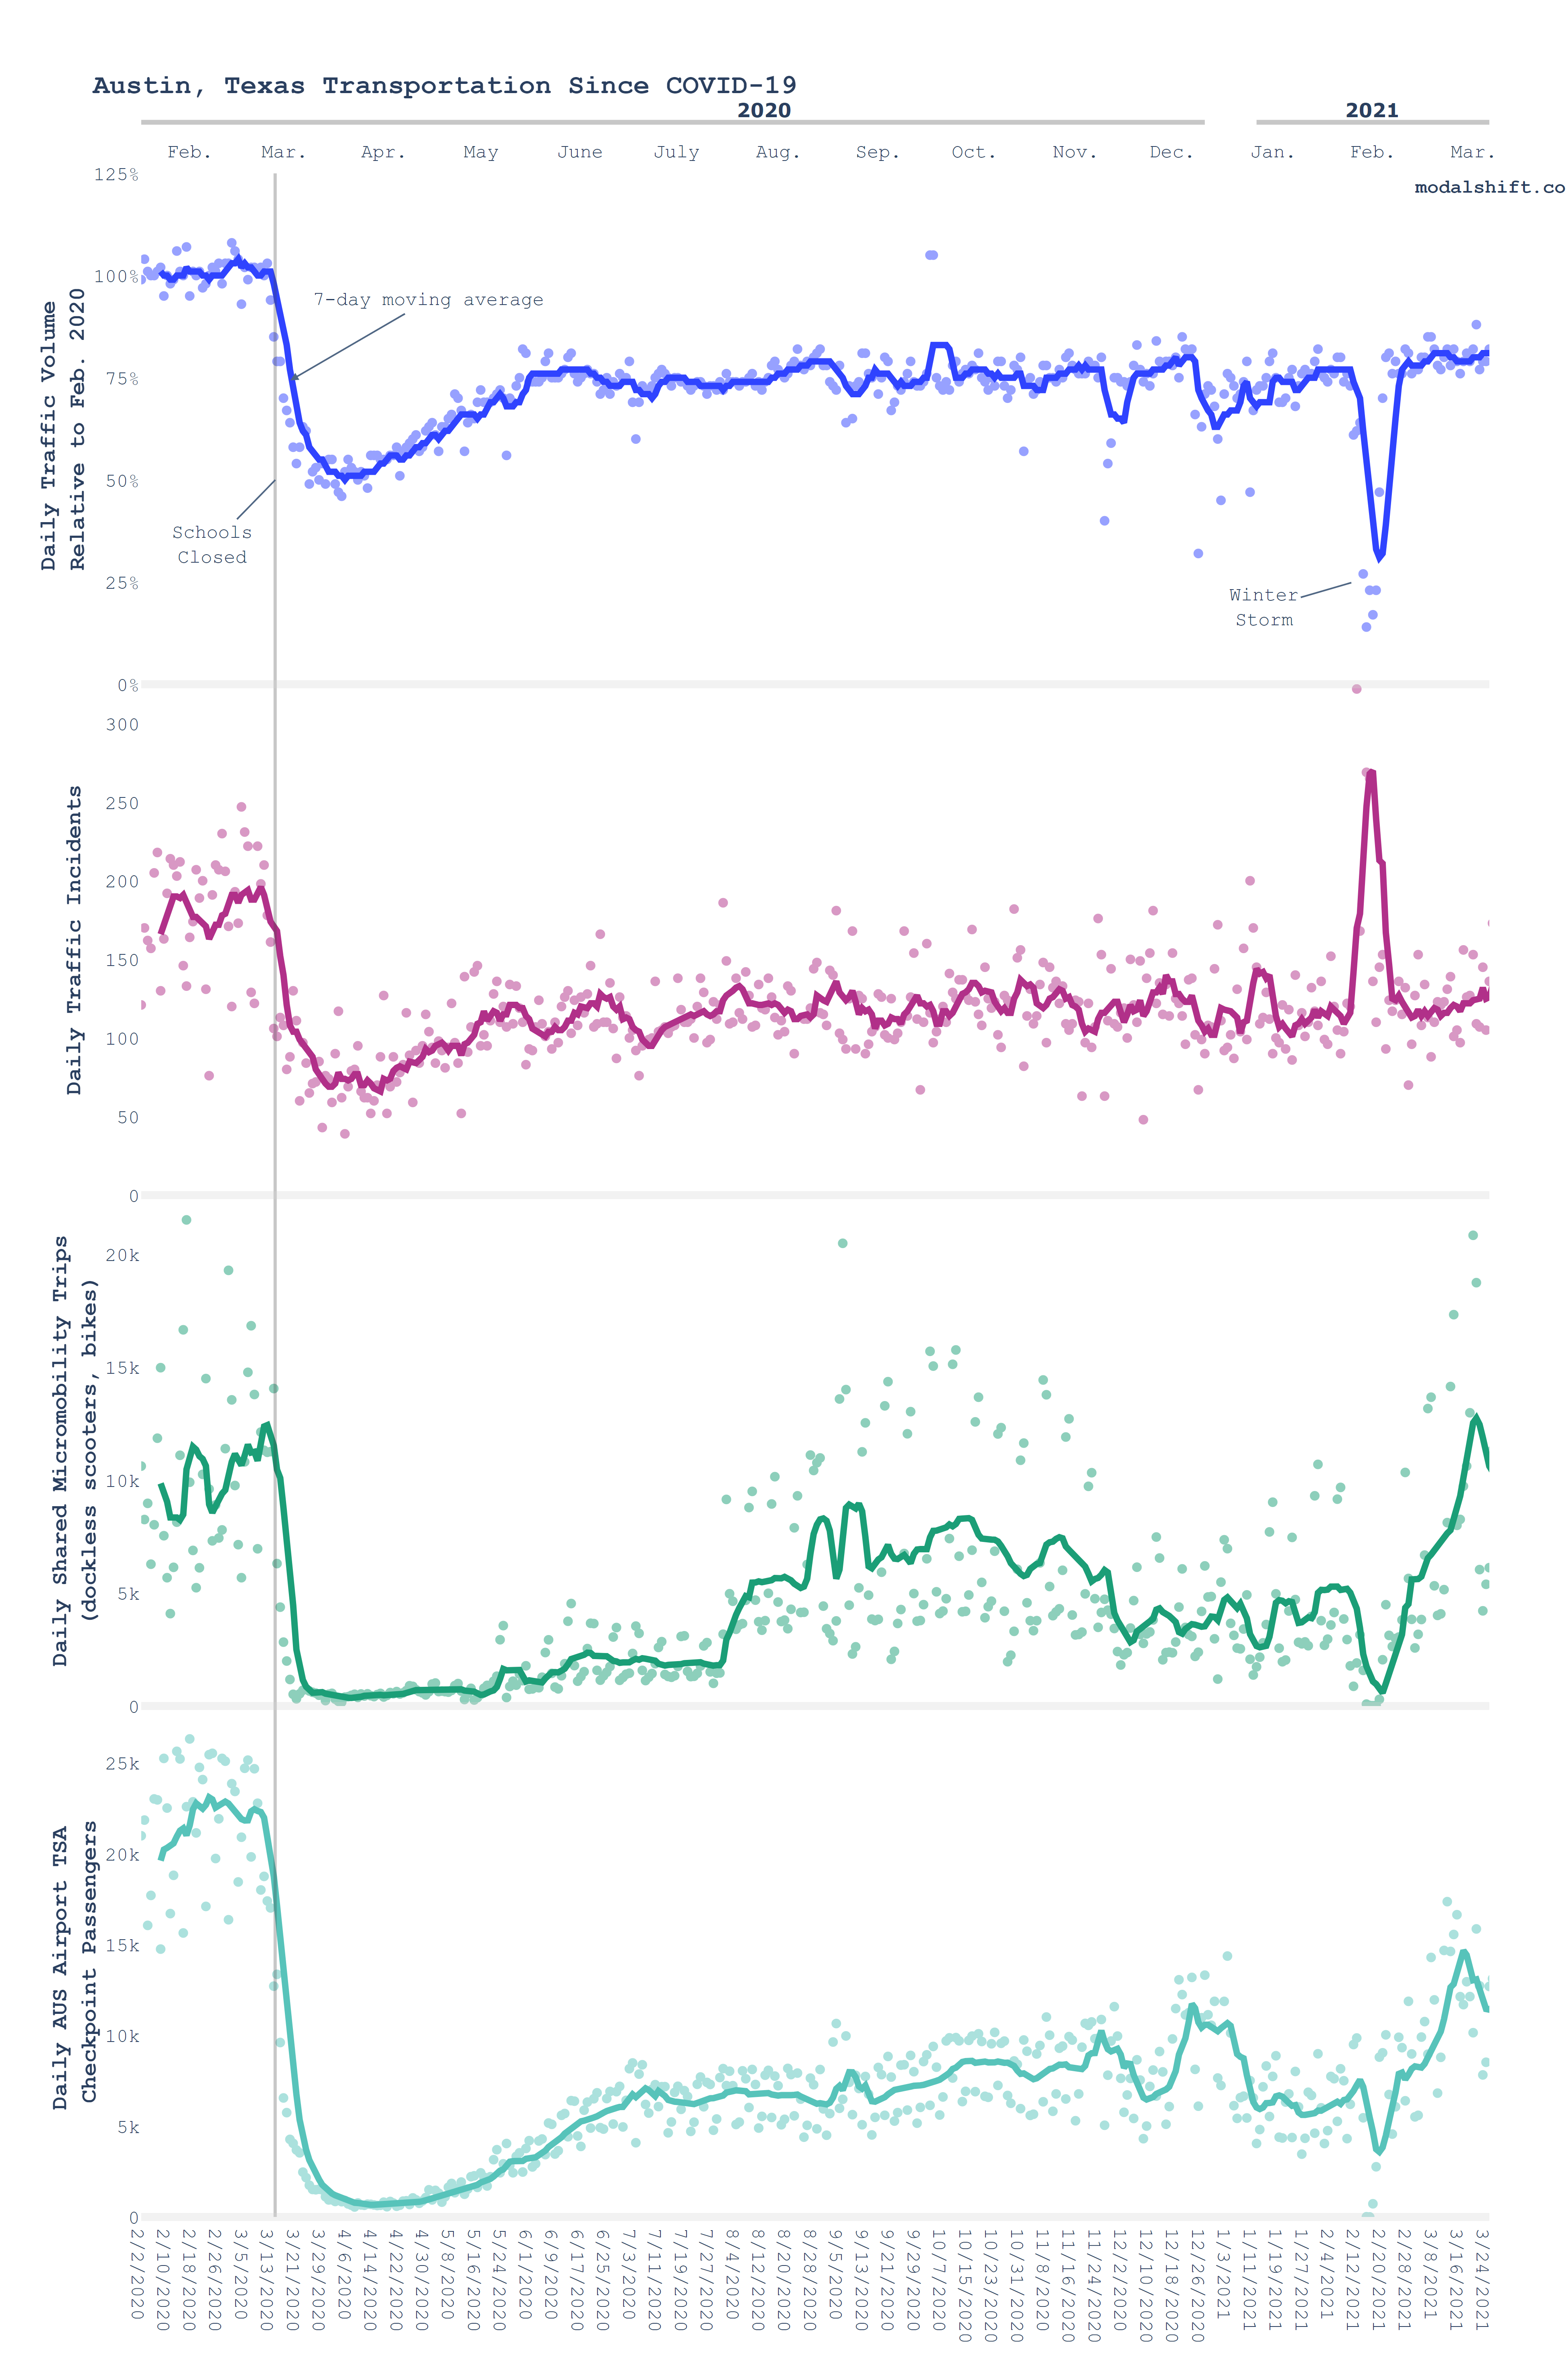 Austin, Texas Transportation Since COVID-19
2020
2021
Feb.
Mar.
Apr.
May
June
July
Aug.
Sep.
Oct.
Nov.
Dec.
Jan.
Feb.
Mar.
modalshift.co
Daily Traffic Volume
Relative to Feb. 2020
125%
100%
75%
50%
25%
0%
7-day moving average
Schools
Closed
Winter
Storm
Daily Traffic Incidents
300
250
200
150
100
50
0
Daily Shared Micromobility Trips
(dockless scooters, bikes)
20k
15k
10k
5k
0
Daily AUS Airport TSA
Checkpoint Passengers
25k
20k
15k
10k
5k
0
2/2/2020
2/10/2020
2/18/2020
2/26/2020
3/5/2020
3/13/2020
3/21/2020
3/29/2020
4/6/2020
4/14/2020
4/22/2020
4/30/2020
5/8/2020
5/16/2020
5/24/2020
6/1/2020
6/9/2020
6/17/2020
6/25/2020
7/3/2020
7/11/2020
7/19/2020
7/27/2020
8/4/2020
8/12/2020
8/20/2020
8/28/2020
9/5/2020
9/13/2020
9/21/2020
9/29/2020
10/7/2020
10/15/2020
10/23/2020
10/31/2020
11/8/2020
11/16/2020
11/24/2020
12/2/2020
12/10/2020
12/18/2020
12/26/2020
1/3/2021
1/11/2021
1/19/2021
1/27/2021
2/4/2021
2/12/2021
2/20/2021
2/28/2021
3/8/2021
3/16/2021
3/24/2021